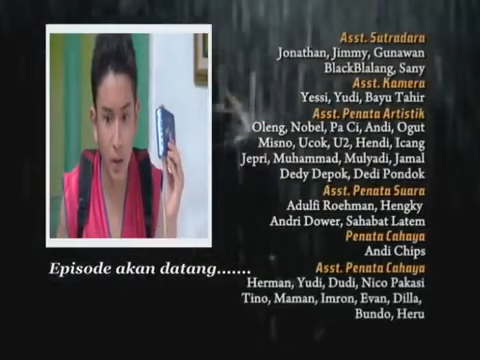 Asst. Sutradara
Jonathan, Jimmy, Gunawan
BlackBlalang, Sany
Asst. Kamera
Yessi, Yudi, Bayu Tahir
Asst. Penata Artistik
Oleng, Nobel, Pa Ci, Andi, Ogut
Misno, Ucok, U2, Hendi, Icang
Jepri, Muhammad, Mulyadi, Jamal
Dedy Depok, Dedi Pondok
Asst. Penata Suara
Adulfi Roehman, Hengky
Andri Dower, Sahabat Latem
Penata Cahaya
Andi Chips
Asst. Penata Cahaya
Herman, Yudi, Dudi, Nico Pakasi
Tino, Maman, Imron, Evan, Dilla,
Bundo, Heru
Episode akan datang.......